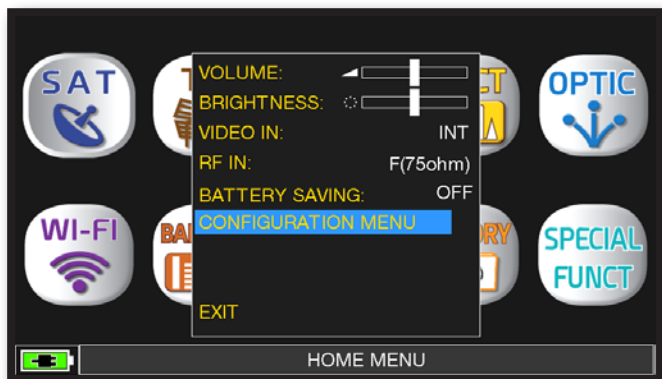 SAT
OPTIC
VOLUME:
BRIGHTNESS:
VIDEO IN: INT
RF IN: F(75ohm)
BATTERY SAVING: OFF
CONFIGURATION MENU
EXIT
WI-FI
SPECIAL
FUNCT
HOME MENU